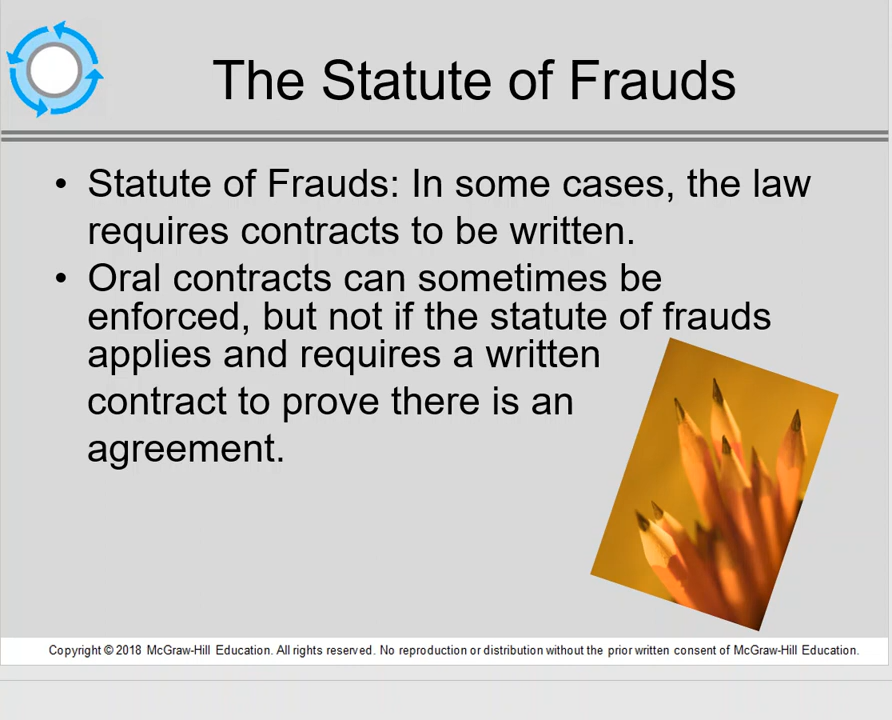 The Statute of Frauds
• Statute of Frauds: In some cases, the law
requires contracts to be written.
• Oral contracts can sometimes be
enforced, but not if the statute of frauds
applies and requires a written
contract to prove there is an
agreement.
Copyright © 2018 McGraw-Hill Education. All rights reserved. No reproduction or distribution without the prior written consent of McGraw-Hill Education.